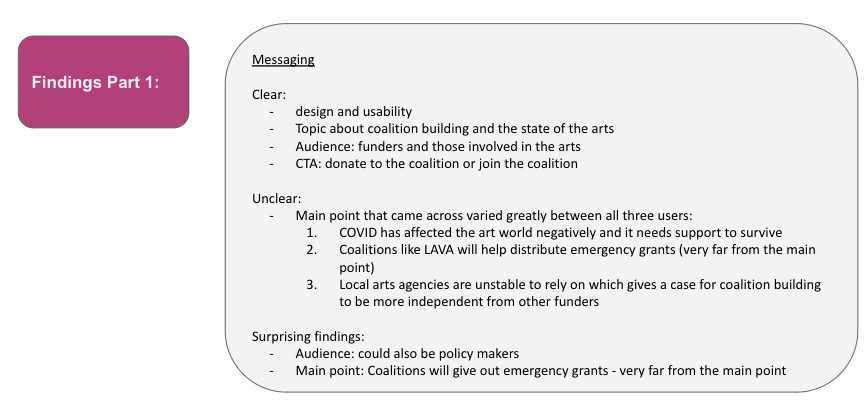 Findings Part 1:
Messaging
Clear:
- design and usability
- Topic about coalition building and the state of the arts
- Audience: funders and those involved in the arts
- CTA: donate to the coalition or join the coalition
Unclear:
- Main point that came across varied greatly between all three users:
1. COVID has affected the art world negatively and it needs support to survive
2. Coalitions like LAVA will help distribute emergency grants (very far from the main
point)
3. Local arts agencies are unstable to rely on which gives a case for coalition building
to be more independent from other funders
Surprising findings:
- Audience: could also be policy makers
- Main point: Coalitions will give out emergency grants - very far from the main point